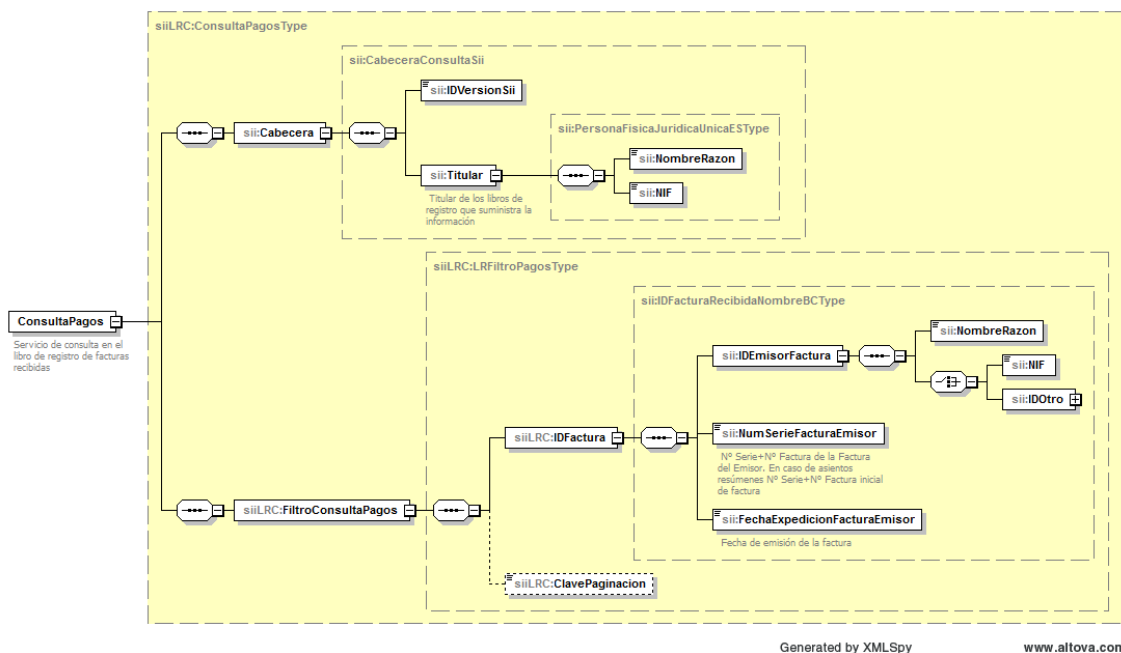 siiLRC:ConsultaPagosType
sii:CabeceraConsultaSii
sii:IDVersionSii
sii:PersonaFisicaJuridicaUnicaESType
sii:Cabecera
sii:NombreRazon
sii:Titular
sii:NIF
Titular de los libros de
registro que suministra la
información
siiLRC:LRFiltroPagosType
sii:IDFacturaRecibidaNombreBCType
ConsultaPagos
Servicio de consulta en el
libro de registro de facturas
recibidas
sii:NombreRazon
sii:IDEmisorFactura
sii:NIF
sii:IDOtro
siiLRC:IDFactura
sii:NumSerieFacturaEmisor
Nº Serie+Nº Factura de la Factura
del Emisor. En caso de asientos
resúmenes Nº Serie+Nº Factura inicial
de factura
siiLRC:FiltroConsultaPagos
sii:FechaExpedicionFacturaEmisor
Fecha de emisión de la factura
siiLRC:ClavePaginacion
Generated by XMLSpy
www.altova.com